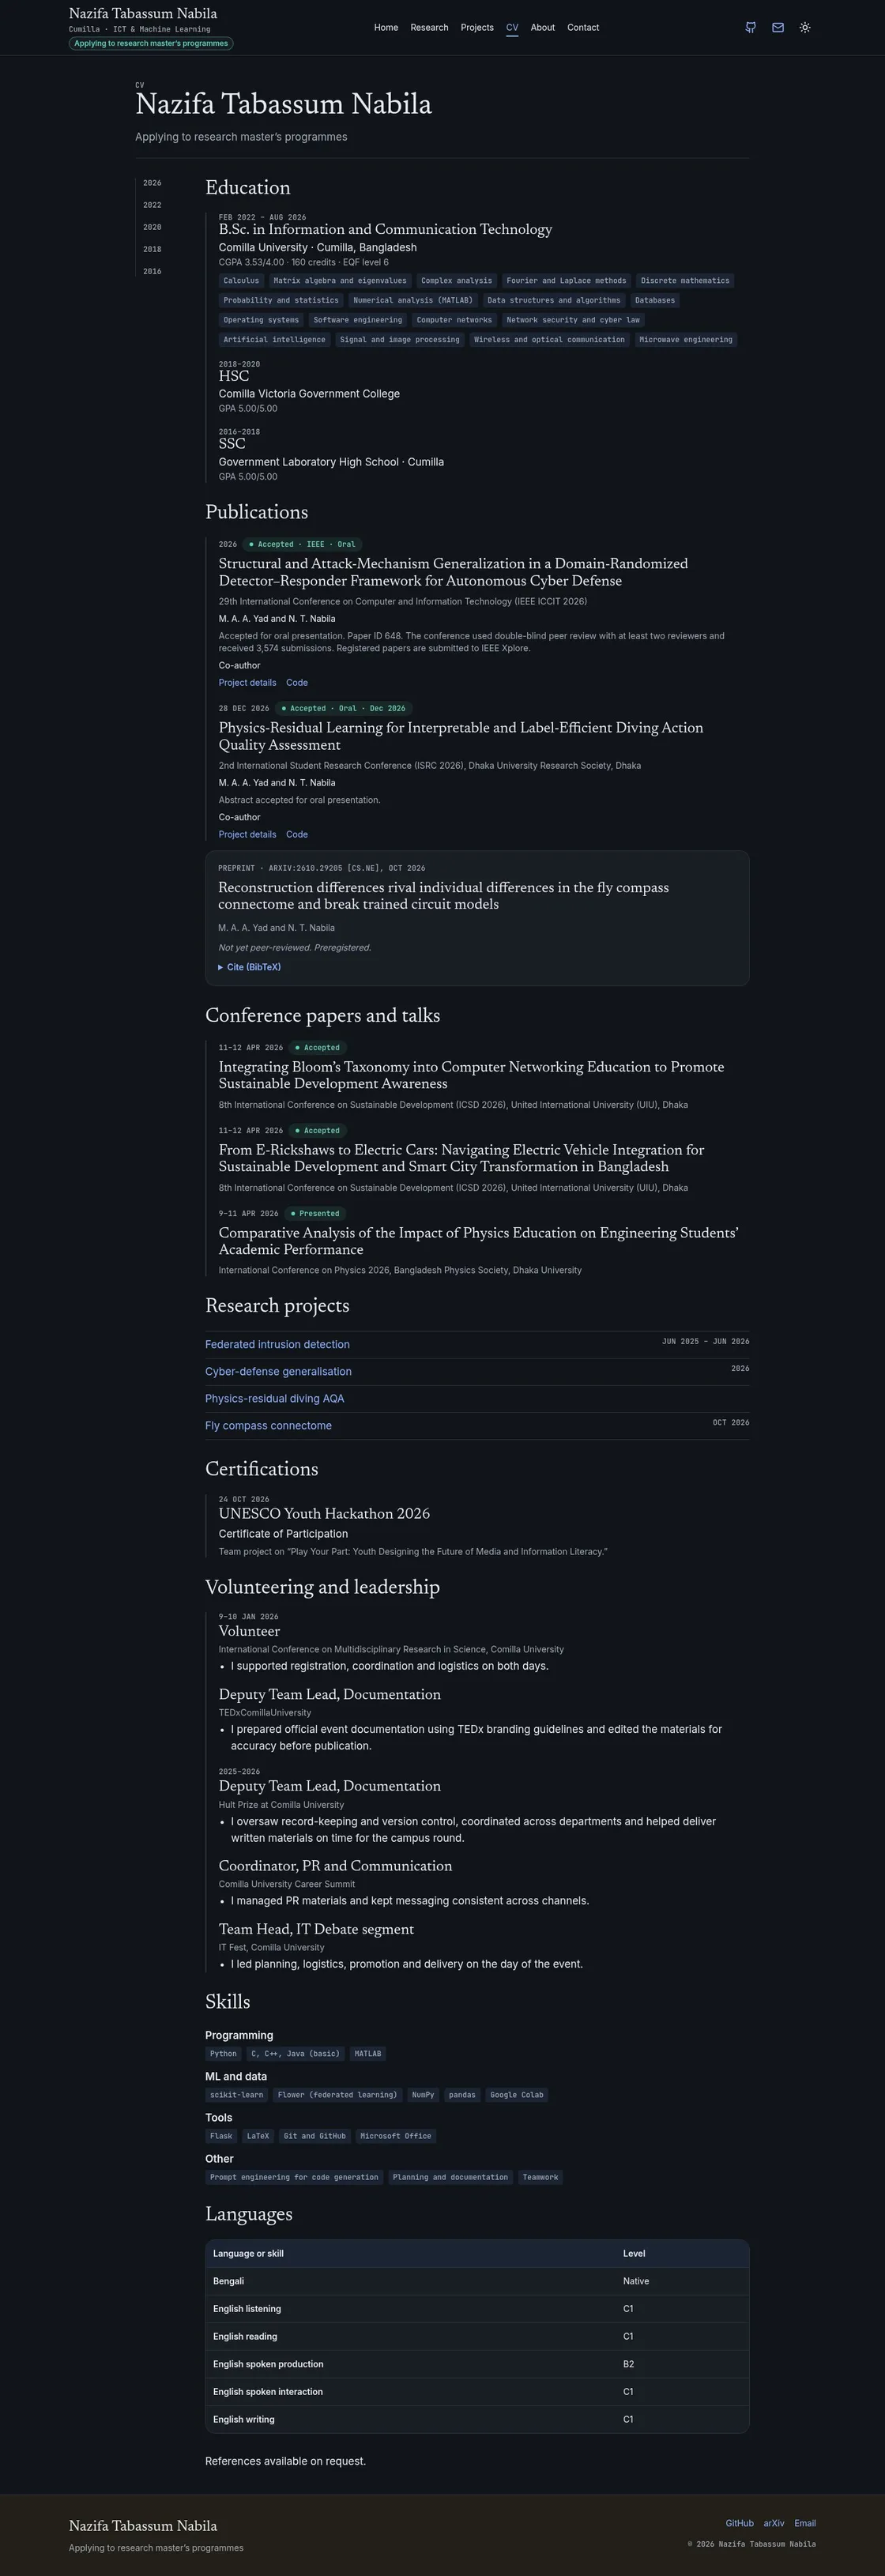 Nazifa Tabassum Nabila
Cumilla · ICT & Machine Learning
Applying to research master’s programmes
Home Research Projects CV About Contact
CV
Nazifa Tabassum Nabila
Applying to research master’s programmes
2026
2022
2020
2018
2016
Education
FEB 2022 – AUG 2026
B.Sc. in Information and Communication Technology
Comilla University · Cumilla, Bangladesh
CGPA 3.53/4.00 · 160 credits · EQF level 6
Calculus Matrix algebra and eigenvalues Complex analysis Fourier and Laplace methods Discrete mathematics
Probability and statistics Numerical analysis (MATLAB) Data structures and algorithms Databases
Operating systems Software engineering Computer networks Network security and cyber law
Artificial intelligence Signal and image processing Wireless and optical communication Microwave engineering
2018–2020
HSC
Comilla Victoria Government College
GPA 5.00/5.00
2016–2018
SSC
Government Laboratory High School · Cumilla
GPA 5.00/5.00
Publications
2026 Accepted · IEEE · Oral
Structural and Attack-Mechanism Generalization in a Domain-Randomized
Detector–Responder Framework for Autonomous Cyber Defense
29th International Conference on Computer and Information Technology (IEEE ICCIT 2026)
M. A. A. Yad and N. T. Nabila
Accepted for oral presentation. Paper ID 648. The conference used double-blind peer review with at least two reviewers and
received 3,574 submissions. Registered papers are submitted to IEEE Xplore.
Co-author
Project details Code
28 DEC 2026 Accepted · Oral · Dec 2026
Physics-Residual Learning for Interpretable and Label-Efficient Diving Action
Quality Assessment
2nd International Student Research Conference (ISRC 2026), Dhaka University Research Society, Dhaka
M. A. A. Yad and N. T. Nabila
Abstract accepted for oral presentation.
Co-author
Project details Code
PREPRINT · ARXIV:2610.29205 [CS.NE], OCT 2026
Reconstruction differences rival individual differences in the fly compass
connectome and break trained circuit models
M. A. A. Yad and N. T. Nabila
Not yet peer-reviewed. Preregistered.
Cite (BibTeX)
Conference papers and talks
11–12 APR 2026 Accepted
Integrating Bloom’s Taxonomy into Computer Networking Education to Promote
Sustainable Development Awareness
8th International Conference on Sustainable Development (ICSD 2026), United International University (UIU), Dhaka
11–12 APR 2026 Accepted
From E-Rickshaws to Electric Cars: Navigating Electric Vehicle Integration for
Sustainable Development and Smart City Transformation in Bangladesh
8th International Conference on Sustainable Development (ICSD 2026), United International University (UIU), Dhaka
9–11 APR 2026 Presented
Comparative Analysis of the Impact of Physics Education on Engineering Students’
Academic Performance
International Conference on Physics 2026, Bangladesh Physics Society, Dhaka University
Research projects
Federated intrusion detection JUN 2025 – JUN 2026
Cyber-defense generalisation 2026
Physics-residual diving AQA
Fly compass connectome OCT 2026
Certifications
24 OCT 2026
UNESCO Youth Hackathon 2026
Certificate of Participation
Team project on “Play Your Part: Youth Designing the Future of Media and Information Literacy.”
Volunteering and leadership
9–10 JAN 2026
Volunteer
International Conference on Multidisciplinary Research in Science, Comilla University
• I supported registration, coordination and logistics on both days.
Deputy Team Lead, Documentation
TEDxComillaUniversity
• I prepared official event documentation using TEDx branding guidelines and edited the materials for
accuracy before publication.
2025–2026
Deputy Team Lead, Documentation
Hult Prize at Comilla University
• I oversaw record-keeping and version control, coordinated across departments and helped deliver
written materials on time for the campus round.
Coordinator, PR and Communication
Comilla University Career Summit
• I managed PR materials and kept messaging consistent across channels.
Team Head, IT Debate segment
IT Fest, Comilla University
• I led planning, logistics, promotion and delivery on the day of the event.
Skills
Programming
Python C, C++, Java (basic) MATLAB
ML and data
scikit-learn Flower (federated learning) NumPy pandas Google Colab
Tools
Flask LaTeX Git and GitHub Microsoft Office
Other
Prompt engineering for code generation Planning and documentation Teamwork
Languages
Language or skill Level
Bengali Native
English listening C1
English reading C1
English spoken production B2
English spoken interaction C1
English writing C1
References available on request.
Nazifa Tabassum Nabila
Applying to research master’s programmes
GitHub arXiv Email
© 2026 Nazifa Tabassum Nabila